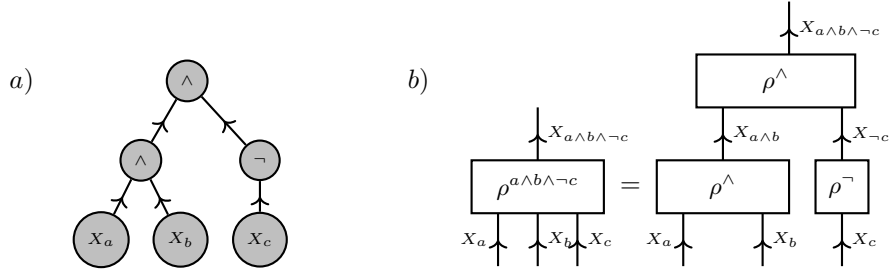 a)
∧
∧ ¬
X_a X_b X_c
b)
X_{a∧b∧¬c}
ρ^∧
X_{a∧b∧¬c} X_{a∧b} X_{¬c}
ρ^{a∧b∧¬c} = ρ^∧ ρ^¬
X_a X_b X_c X_a X_b X_c